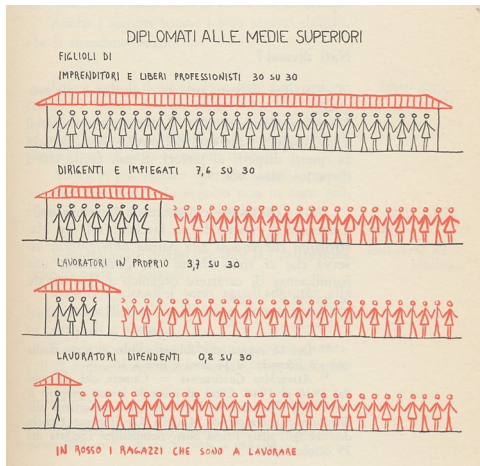 DIPLOMATI ALLE MEDIE SUPERIORI
FIGLIOLI DI
IMPRENDITORI E LIBERI PROFESSIONISTI 30 SU 30
DIRIGENTI E IMPIEGATI 7,6 SU 30
LAVORATORI IN PROPRIO 3,7 SU 30
LAVORATORI DIPENDENTI 0,8 SU 30
IN ROSSO I RAGAZZI CHE SONO A LAVORARE